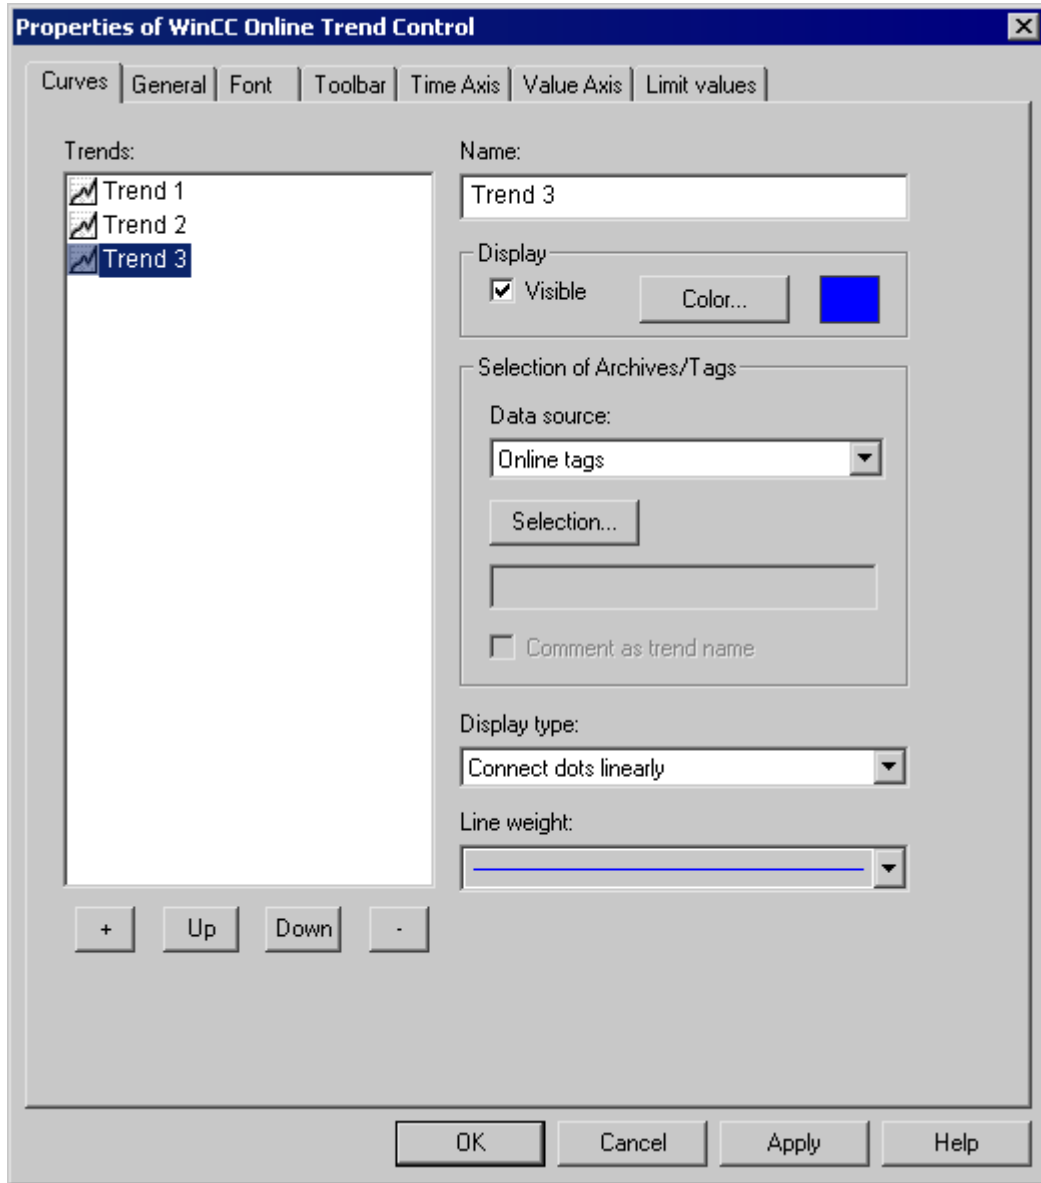 Properties of WinCC Online Trend Control
Curves General Font Toolbar Time Axis Value Axis Limit values
Trends:
Trend 1
Trend 2
Trend 3
+ Up Down -
Name:
Trend 3
Display
Visible Color...
Selection of Archives/Tags
Data source:
Online tags
Selection...
Comment as trend name
Display type:
Connect dots linearly
Line weight:
OK Cancel Apply Help